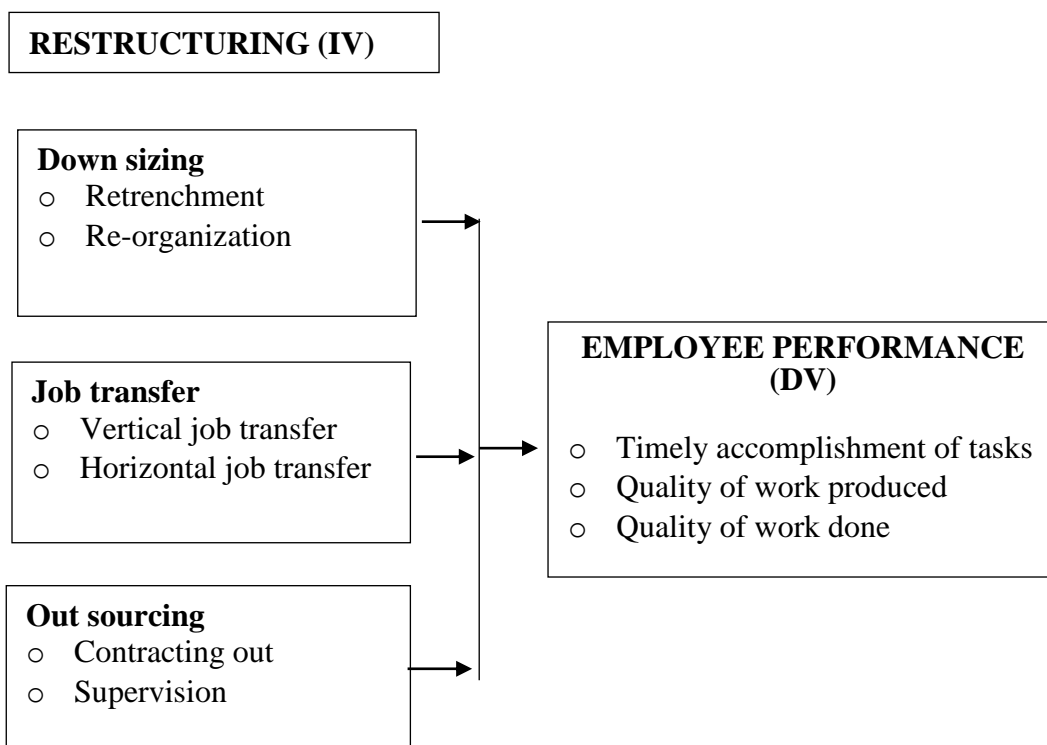 RESTRUCTURING (IV)
Down sizing
o Retrenchment
o Re-organization
Job transfer
o Vertical job transfer
o Horizontal job transfer
Out sourcing
o Contracting out
o Supervision
EMPLOYEE PERFORMANCE
(DV)
o Timely accomplishment of tasks
o Quality of work produced
o Quality of work done